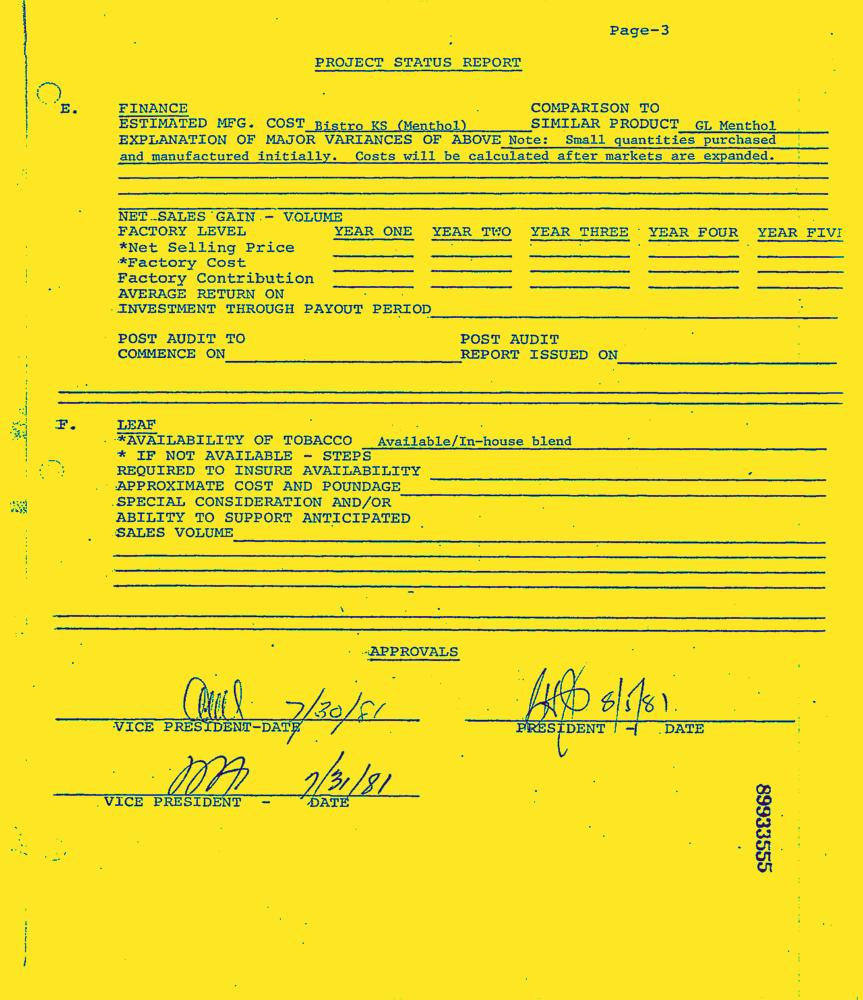 Page-3
PROJECT STATUS REPORT
E. FINANCE COMPARISON TO
ESTIMATED MFG. COST Bistro KS (Menthol) SIMILAR PRODUCT GL Menthol
EXPLANATION OF MAJOR VARIANCES OF ABOVE Note: Small quantities purchased
and manufactured initially. Costs will be calculated after markets are expanded.
NET SALES GAIN - VOLUME
FACTORY LEVEL YEAR ONE YEAR TWO YEAR THREE YEAR FOUR YEAR FIVE
*Net Selling Price
*Factory Cost
Factory Contribution
AVERAGE RETURN ON
INVESTMENT THROUGH PAYOUT PERIOD
POST AUDIT TO POST AUDIT
COMMENCE ON REPORT ISSUED ON
F. LEAF
*AVAILABILITY OF TOBACCO Available/In-house blend
* IF NOT AVAILABLE - STEPS
REQUIRED TO INSURE AVAILABILITY
APPROXIMATE COST AND POUNDAGE
SPECIAL CONSIDERATION AND/OR
ABILITY TO SUPPORT ANTICIPATED
SALES VOLUME
APPROVALS
7/30/81 8/5/81
VICE PRESIDENT-DATE PRESIDENT - DATE
7/31/81
VICE PRESIDENT - DATE
89933555